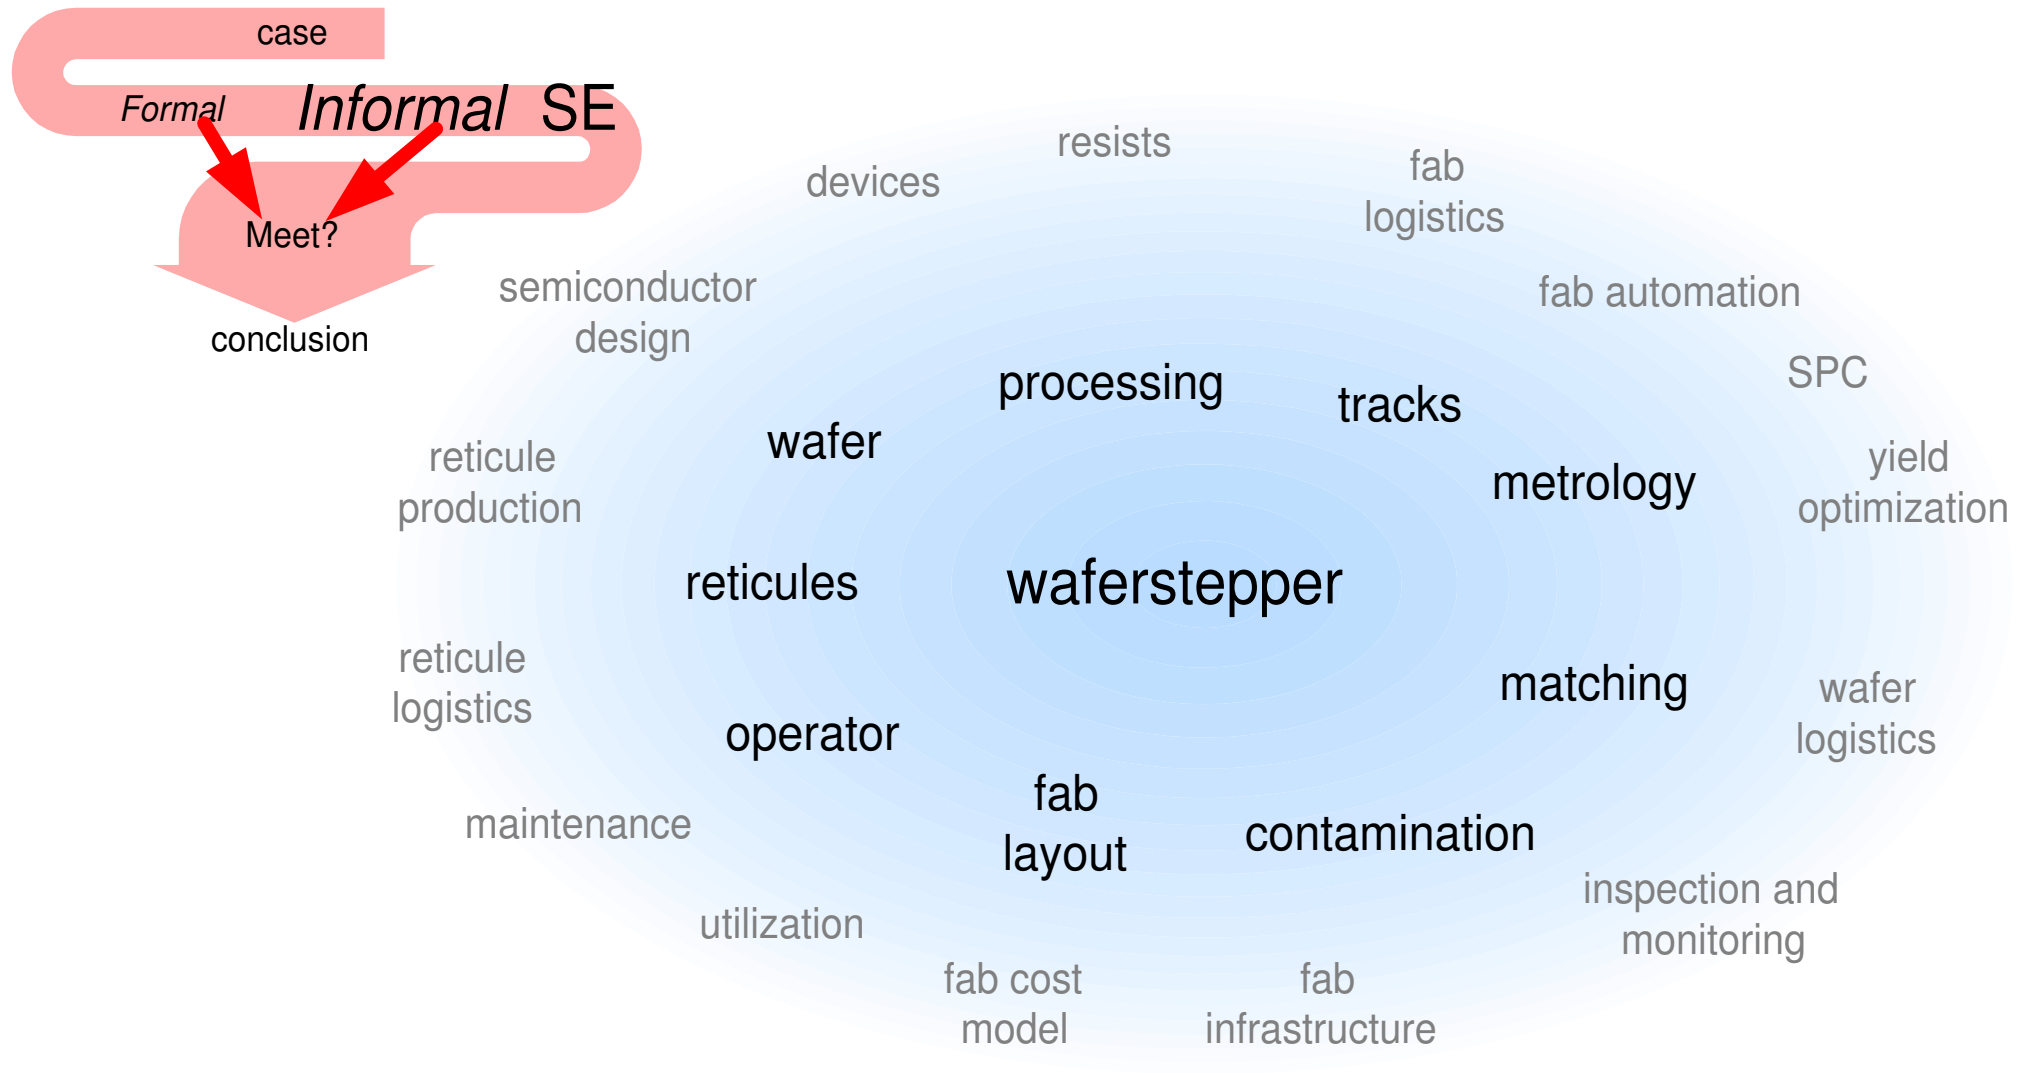 case
Formal Informal SE
Meet?
conclusion
resists
devices
fab
logistics
semiconductor
design
fab automation
SPC
processing
tracks
wafer
metrology
reticule
production
yield
optimization
reticules
waferstepper
reticule
logistics
matching
wafer
logistics
operator
fab
layout
contamination
maintenance
inspection and
monitoring
utilization
fab cost
model
fab
infrastructure